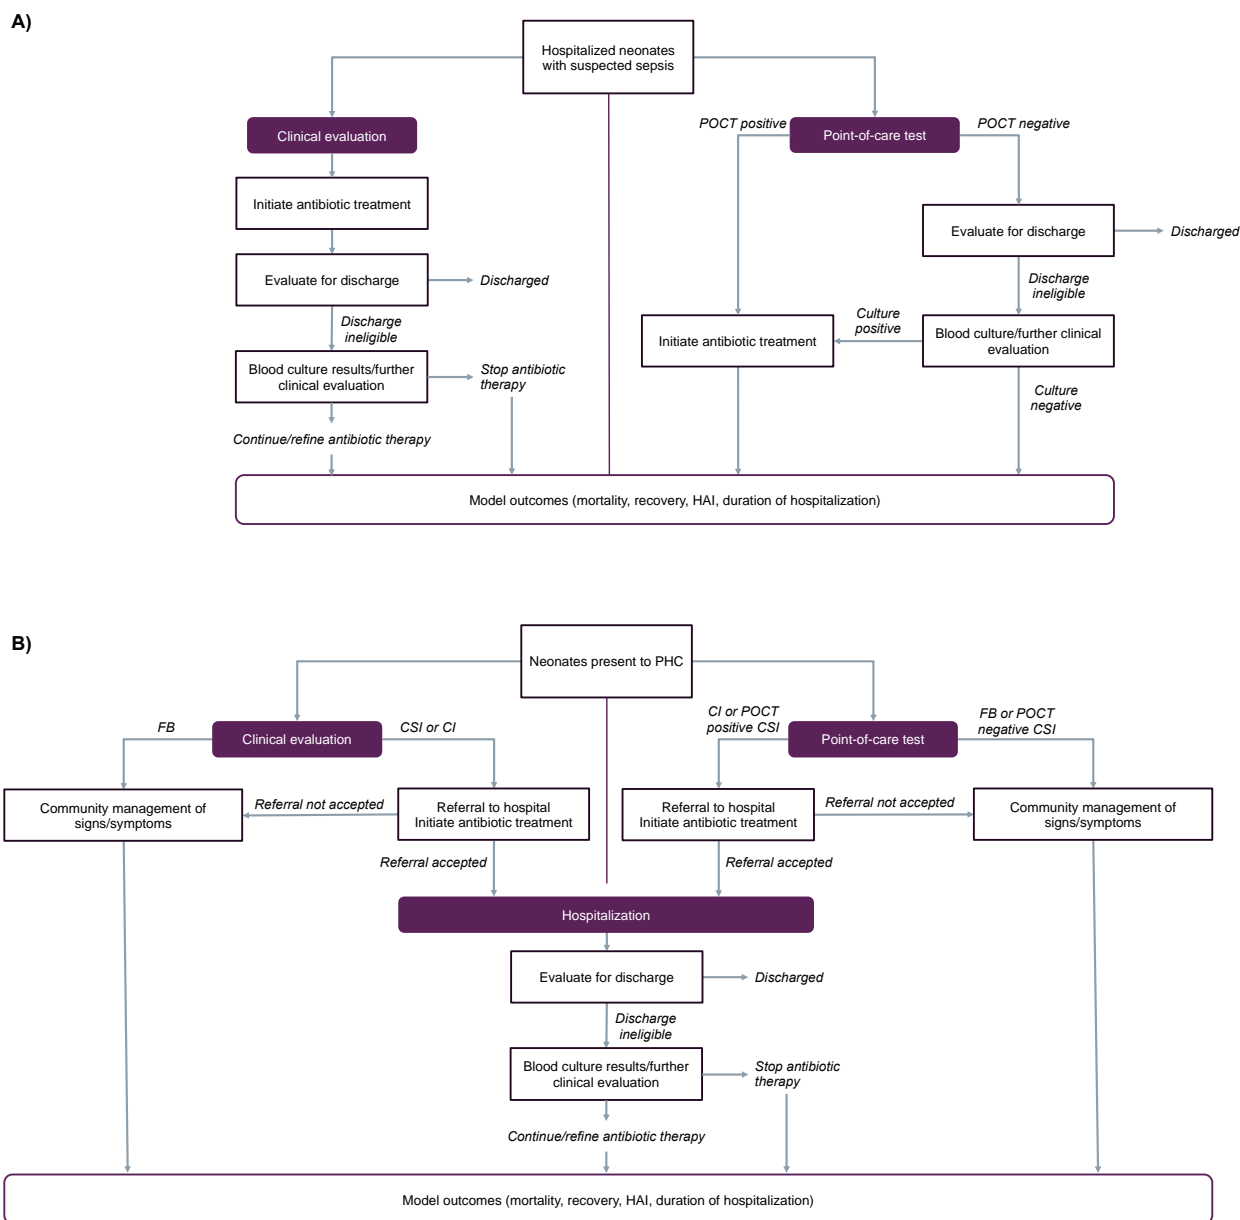 A)
Hospitalized neonates
with suspected sepsis
Clinical evaluation
POCT positive
Point-of-care test
POCT negative
Initiate antibiotic treatment
Evaluate for discharge
Discharged
Evaluate for discharge
Discharged
Discharge
ineligible
Discharge
ineligible
Culture
positive
Initiate antibiotic treatment
Blood culture/further clinical
evaluation
Blood culture results/further
clinical evaluation
Stop antibiotic
therapy
Culture
negative
Continue/refine antibiotic therapy
Model outcomes (mortality, recovery, HAI, duration of hospitalization)
B)
Neonates present to PHC
FB
Clinical evaluation
CSI or CI
CI or POCT
positive CSI
Point-of-care test
FB or POCT
negative CSI
Community management of
signs/symptoms
Referral not accepted
Referral to hospital
Initiate antibiotic treatment
Referral to hospital
Initiate antibiotic treatment
Referral not accepted
Community management of
signs/symptoms
Referral accepted
Referral accepted
Hospitalization
Evaluate for discharge
Discharged
Discharge
ineligible
Blood culture results/further
clinical evaluation
Stop antibiotic
therapy
Continue/refine antibiotic therapy
Model outcomes (mortality, recovery, HAI, duration of hospitalization)